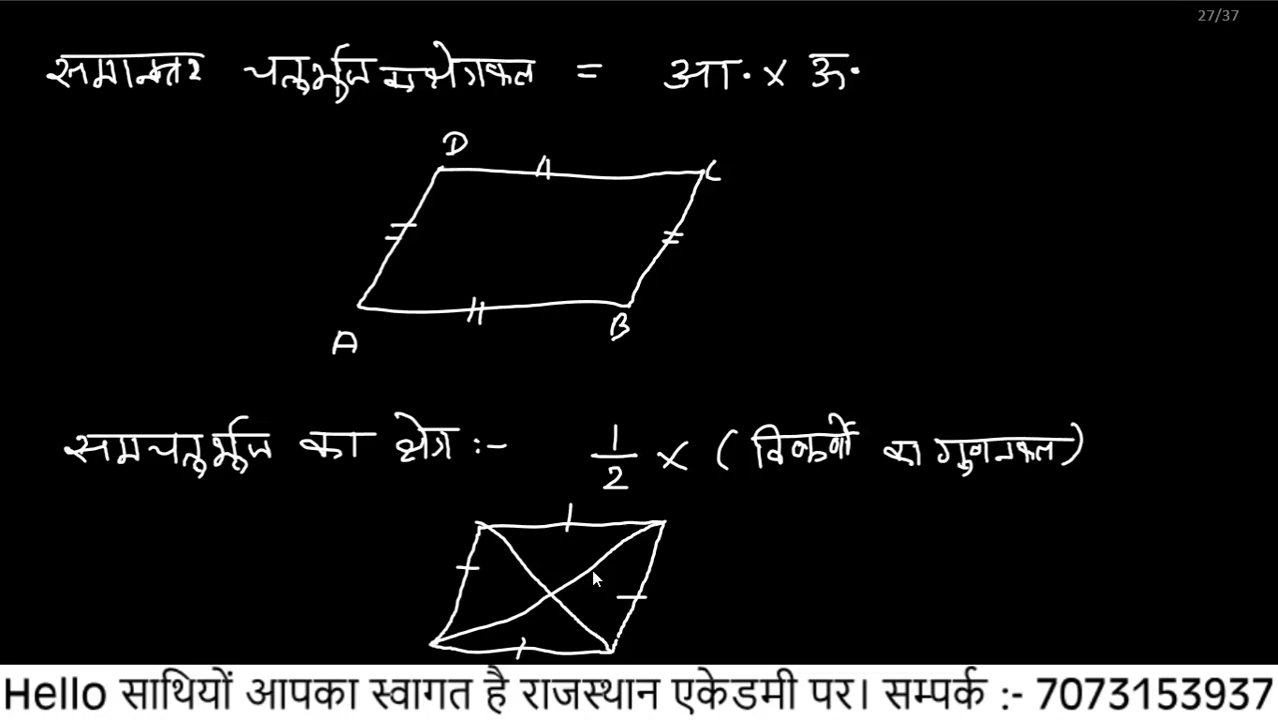 27/37
समान्तर चतुर्भुज का क्षेत्रफल = आ. × ऊ.
D
C
A
B
समचतुर्भुज का क्षेत्र :- 1/2 × ( विकर्णो का गुणनफल )
Hello साथियों आपका स्वागत है राजस्थान एकेडमी पर। सम्पर्क :- 7073153937